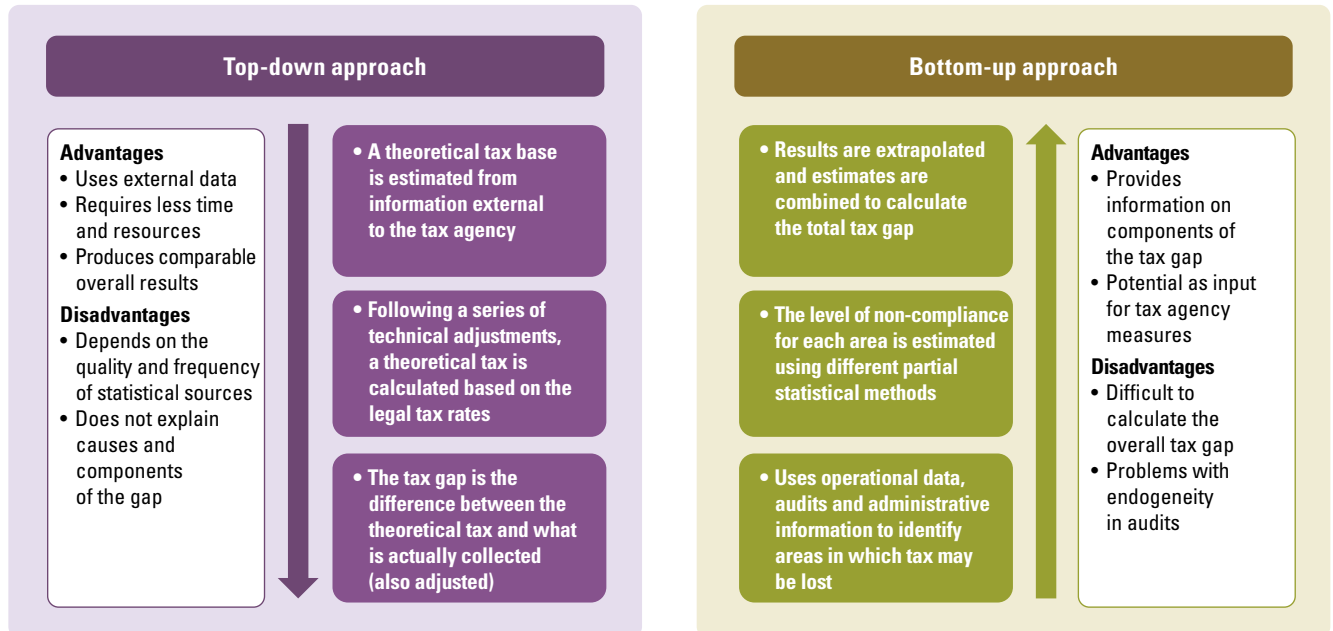 Top-down approach
Advantages
• Uses external data
• Requires less time
and resources
• Produces comparable
overall results
Disadvantages
• Depends on the
quality and frequency
of statistical sources
• Does not explain
causes and
components
of the gap
• A theoretical tax base
is estimated from
information external
to the tax agency
• Following a series of
technical adjustments,
a theoretical tax is
calculated based on the
legal tax rates
• The tax gap is the
difference between the
theoretical tax and what
is actually collected
(also adjusted)
Bottom-up approach
• Results are extrapolated
and estimates are
combined to calculate
the total tax gap
• The level of non-compliance
for each area is estimated
using different partial
statistical methods
• Uses operational data,
audits and administrative
information to identify
areas in which tax may
be lost
Advantages
• Provides
information on
components of
the tax gap
• Potential as input
for tax agency
measures
Disadvantages
• Difficult to
calculate the
overall tax gap
• Problems with
endogeneity
in audits